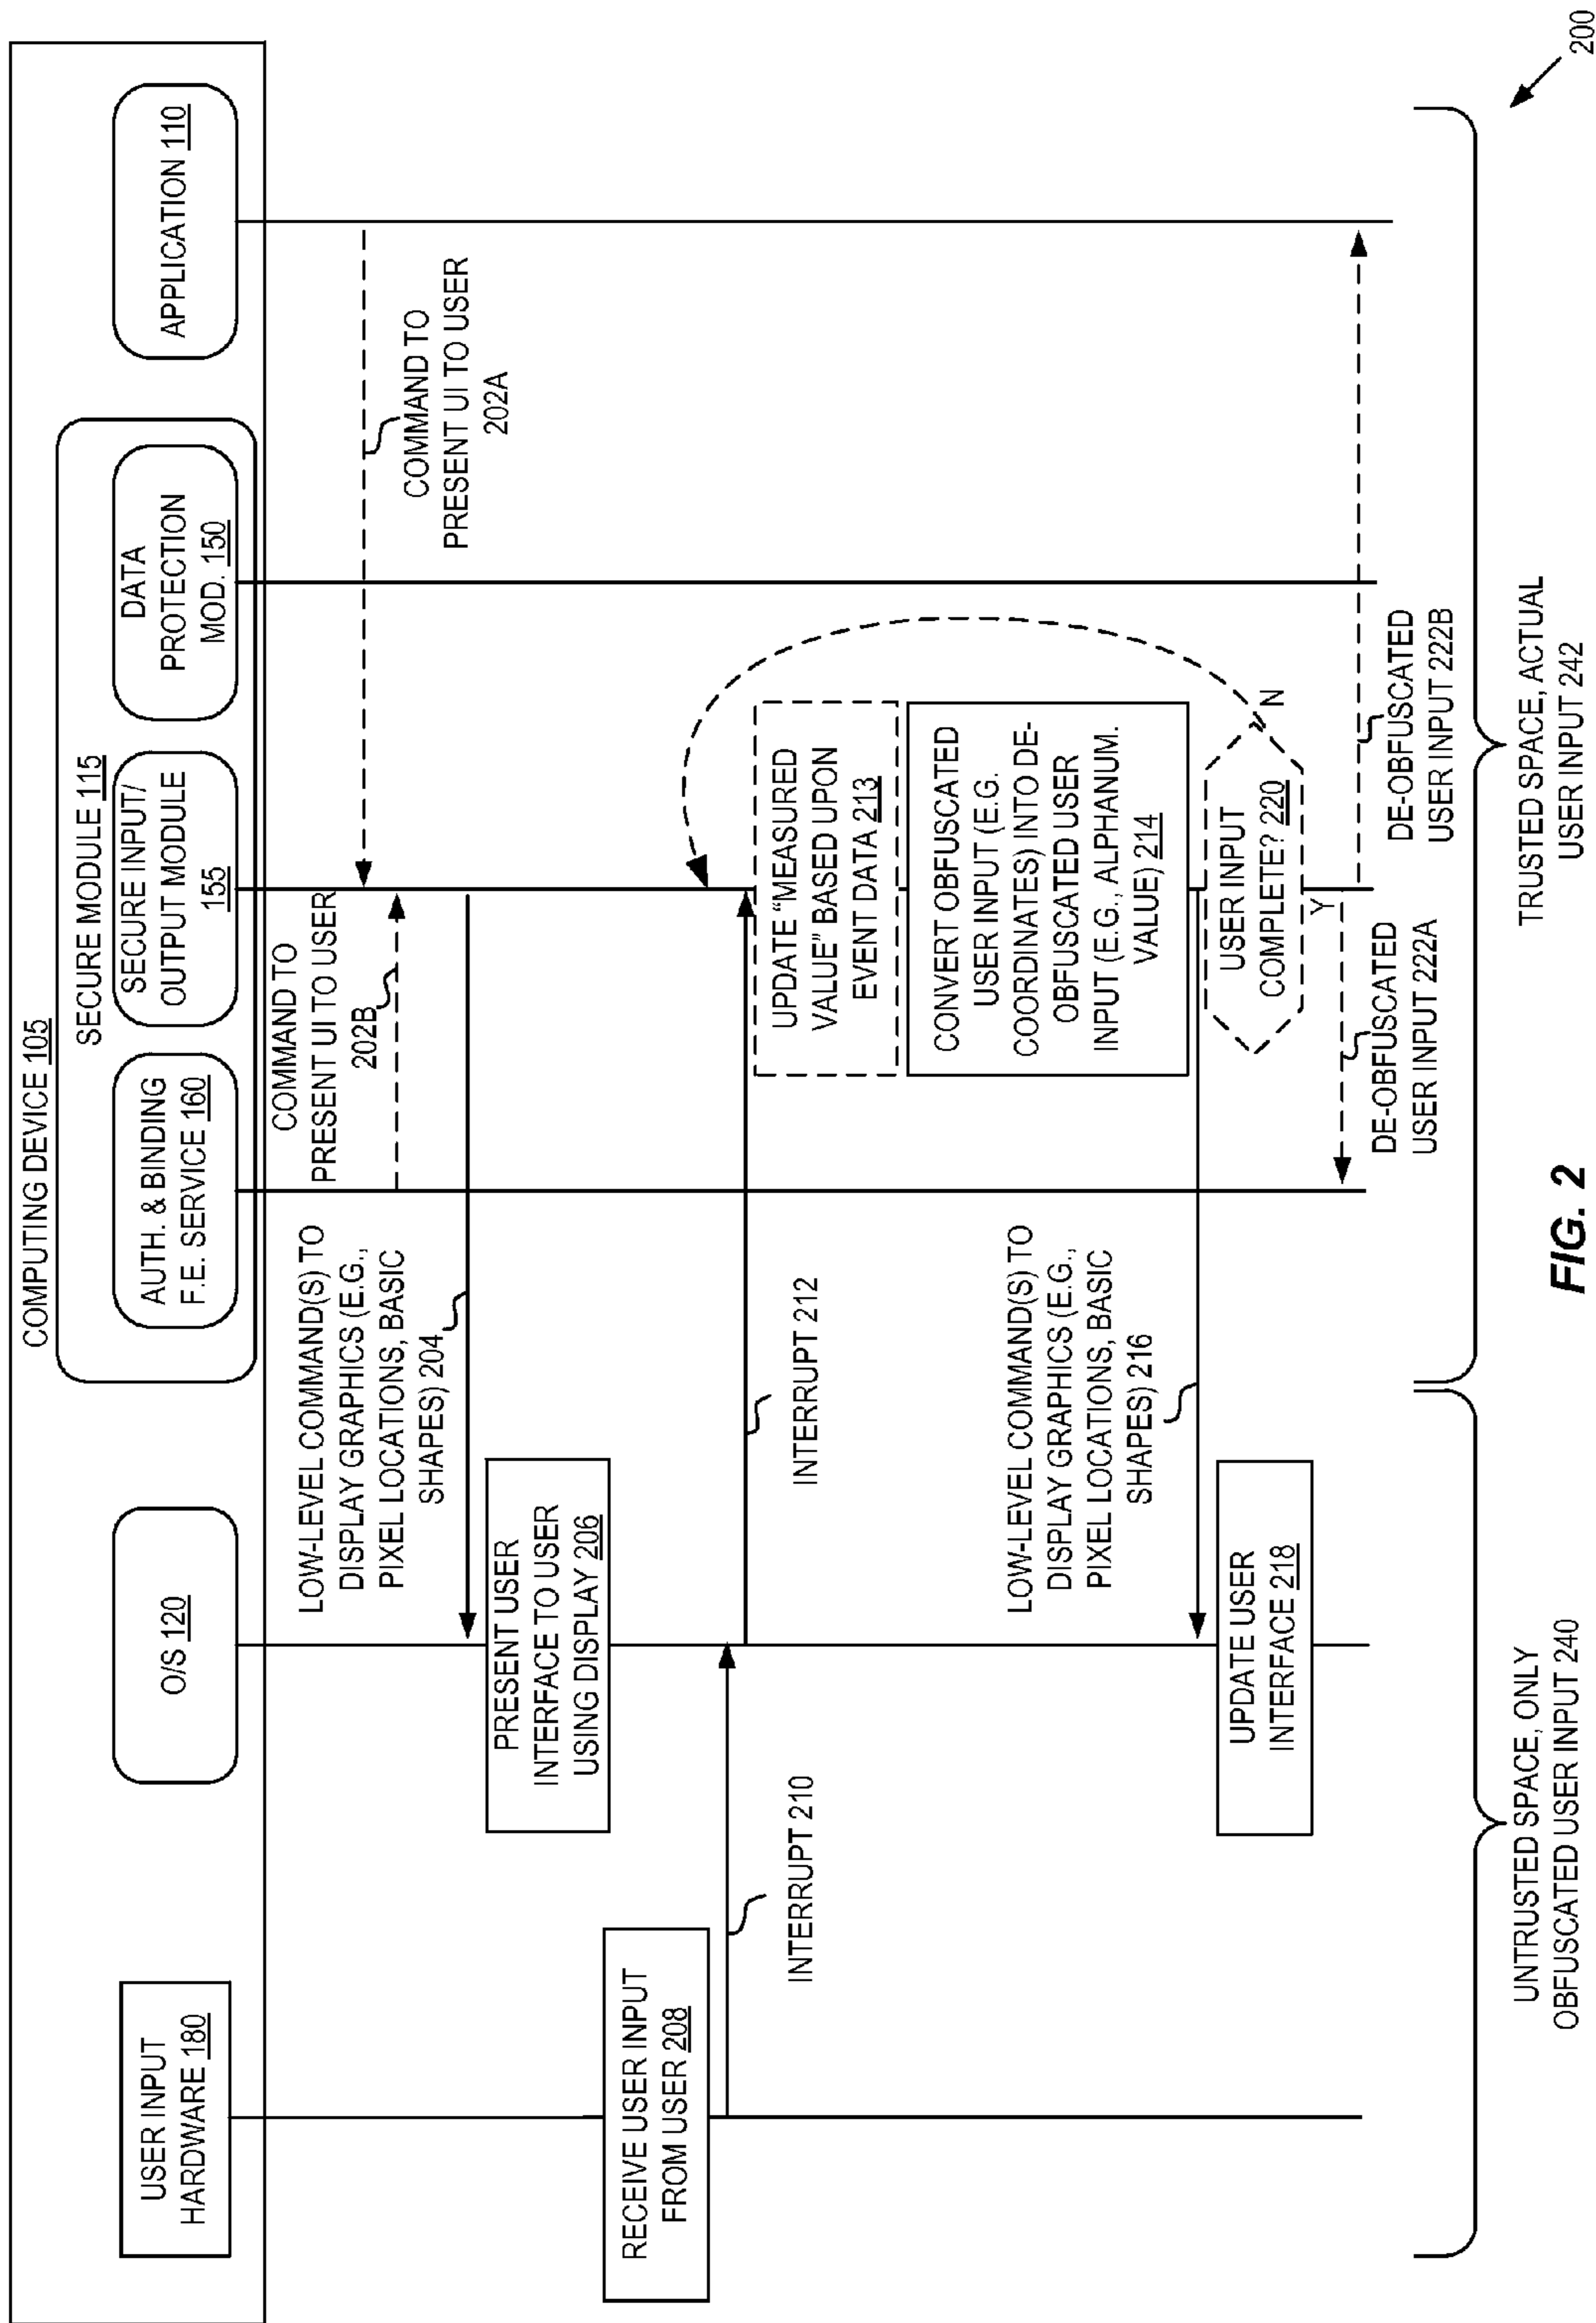 COMPUTING DEVICE 105
SECURE MODULE 115
USER INPUT
HARDWARE 180
O/S 120
AUTH. & BINDING
F.E. SERVICE 160
SECURE INPUT/
OUTPUT MODULE
155
DATA
PROTECTION
MOD. 150
APPLICATION 110
COMMAND TO
PRESENT UI TO USER
202A
COMMAND TO
PRESENT UI TO USER
202B
LOW-LEVEL COMMAND(S) TO
DISPLAY GRAPHICS (E.G.,
PIXEL LOCATIONS, BASIC
SHAPES) 204
PRESENT USER
INTERFACE TO USER
USING DISPLAY 206
RECEIVE USER INPUT
FROM USER 208
INTERRUPT 210
INTERRUPT 212
UPDATE “MEASURED
VALUE” BASED UPON
EVENT DATA 213
CONVERT OBFUSCATED
USER INPUT (E.G.
COORDINATES) INTO DE-
OBFUSCATED USER
INPUT (E.G., ALPHANUM.
VALUE) 214
LOW-LEVEL COMMAND(S) TO
DISPLAY GRAPHICS (E.G.,
PIXEL LOCATIONS, BASIC
SHAPES) 216
UPDATE USER
INTERFACE 218
USER INPUT
COMPLETE? 220
N
Y
DE-OBFUSCATED
USER INPUT 222A
DE-OBFUSCATED
USER INPUT 222B
UNTRUSTED SPACE, ONLY
OBFUSCATED USER INPUT 240
TRUSTED SPACE, ACTUAL
USER INPUT 242
200
FIG. 2